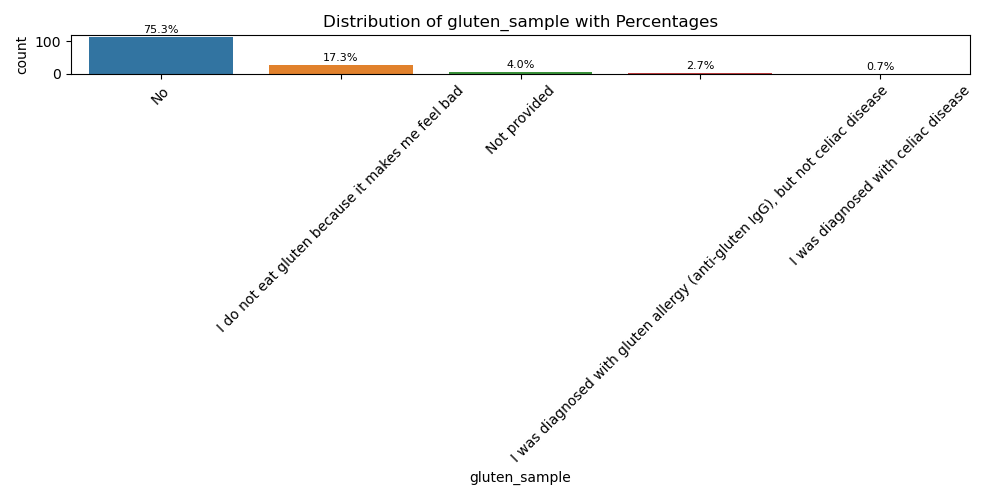 Distribution of gluten_sample with Percentages
count
100
0
75.3%
17.3%
4.0%
2.7%
0.7%
No
I do not eat gluten because it makes me feel bad
Not provided
I was diagnosed with gluten allergy (anti-gluten IgG), but not celiac disease
I was diagnosed with celiac disease
gluten_sample